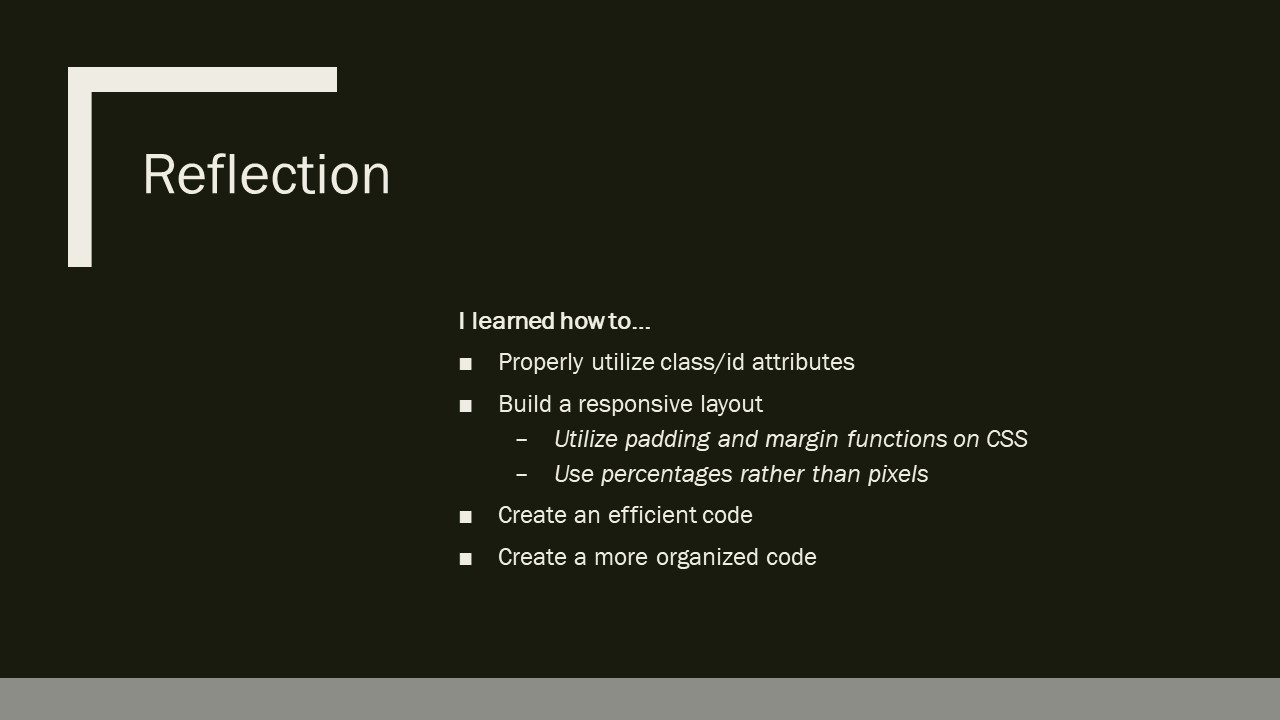 Reflection
I learned how to…
■ Properly utilize class/id attributes
■ Build a responsive layout
– Utilize padding and margin functions on CSS
– Use percentages rather than pixels
■ Create an efficient code
■ Create a more organized code